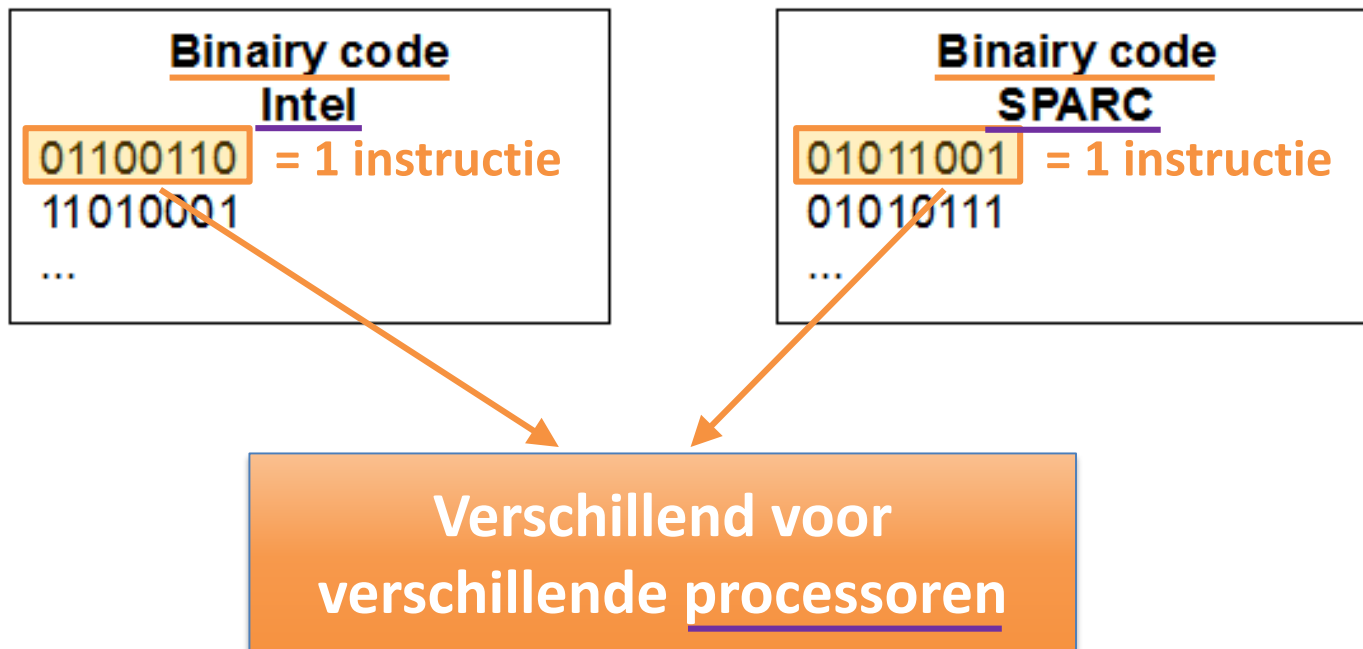 Binairy code
Intel
01100110 = 1 instructie
11010001
...
Binairy code
SPARC
01011001 = 1 instructie
01010111
...
Verschillend voor
verschillende processoren